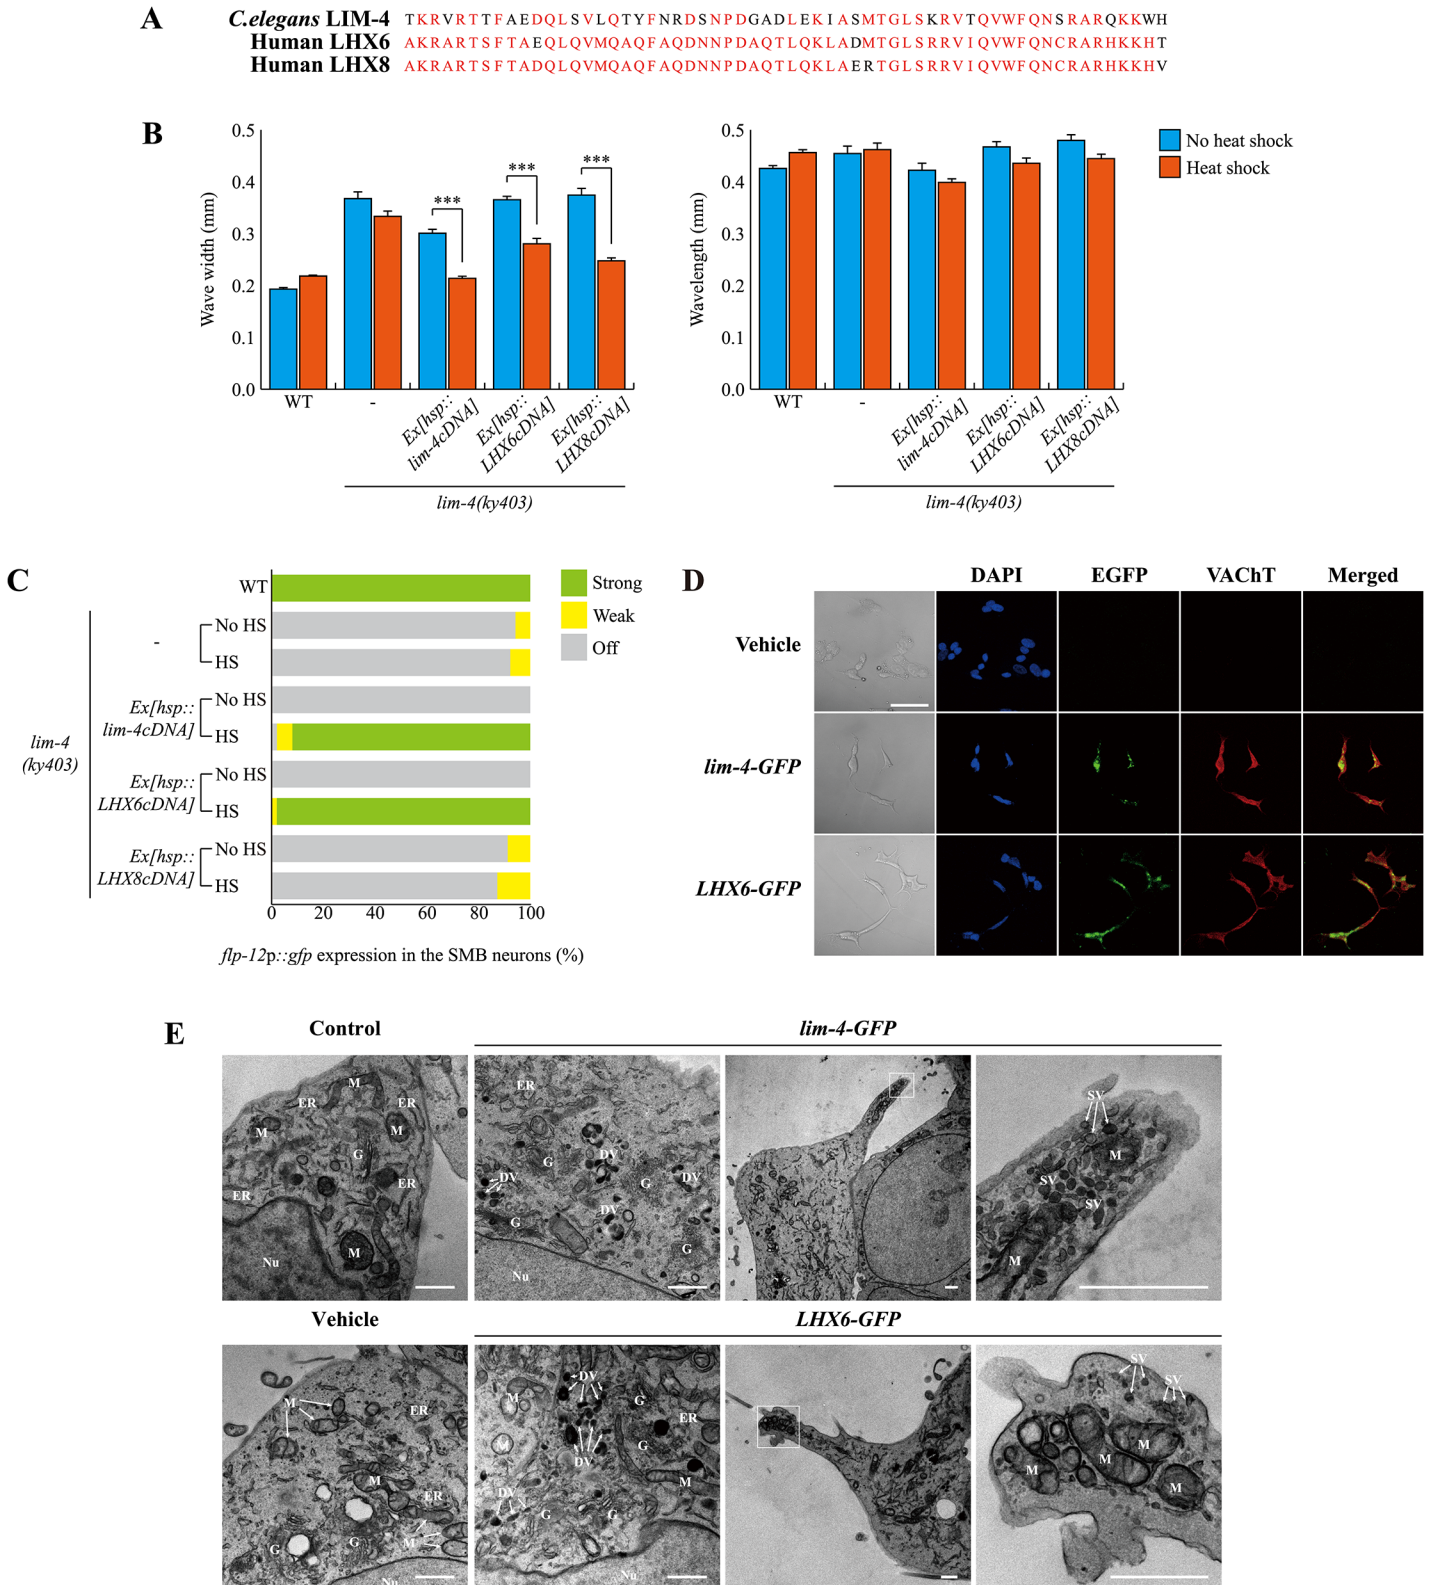 A
C.elegans LIM-4 TKRVRTTFAEDQLSVLQTYFNRDSNPDGADLEKIASMTGLSKRVTQVWFQNSRARQKKWH
Human LHX6 AKRARTSFTAEQLQVMQAQFAQDNNPDAQTLQKLADMTGLSRRVIQVWFQNCRARHKKHT
Human LHX8 AKRARTSFTADQLQVMQAQFAQDNNPDAQTLQKLAERTGLSRRVIQVWFQNCRARHKKHV
B
Wave width (mm)
0.5
0.4
0.3
0.2
0.1
0.0
***
***
***
WT
-
Ex[hsp::
lim-4cDNA]
Ex[hsp::
LHX6cDNA]
Ex[hsp::
LHX8cDNA]
lim-4(ky403)
Wavelength (mm)
0.5
0.4
0.3
0.2
0.1
0.0
WT
-
Ex[hsp::
lim-4cDNA]
Ex[hsp::
LHX6cDNA]
Ex[hsp::
LHX8cDNA]
lim-4(ky403)
No heat shock
Heat shock
C
WT
-
No HS
HS
Ex[hsp::
lim-4cDNA]
No HS
HS
Ex[hsp::
LHX6cDNA]
No HS
HS
Ex[hsp::
LHX8cDNA]
No HS
HS
lim-4
(ky403)
0 20 40 60 80 100
flp-12p::gfp expression in the SMB neurons (%)
Strong
Weak
Off
D
DAPI EGFP VAChT Merged
Vehicle
lim-4-GFP
LHX6-GFP
E
Control
lim-4-GFP
M
ER
ER
M
M
G
ER
ER
M
Nu
ER
G
DV
DV
G
DV
DV
G
G
Nu
SV
M
SV
SV
M
Vehicle
LHX6-GFP
M
ER
M
ER
G
G
M
Nu
DV
M
G
ER
M
G
DV
M
DV
G
G
Nu
SV
SV
M
M
M
M